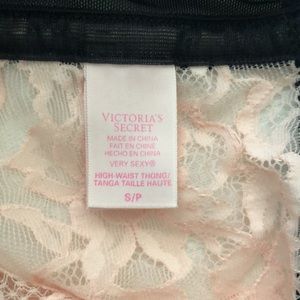 VICTORIA'S
SECRET
MADE IN CHINA
FAIT EN CHINE
HECHO EN CHINA
VERY SEXY®
HIGH-WAIST THONG/
TANGA TAILLE HAUTE
S/P